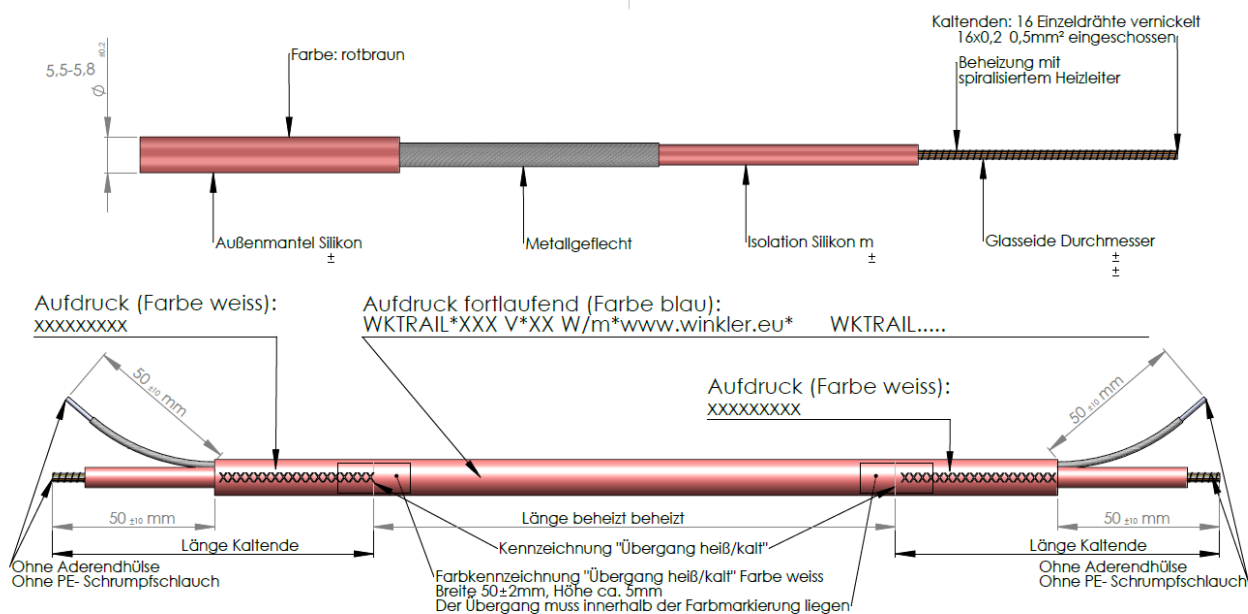 Kaltenden: 16 Einzeldrähte vernickelt
16x0,2 0,5mm² eingeschossen
Farbe: rotbraun
Beheizung mit
spiralisiertem Heizleiter
5,5-5,8 ±0.2
Ø
Außenmantel Silikon
±
Metallgeflecht
Isolation Silikon m
±
Glasseide Durchmesser
±
±
Aufdruck (Farbe weiss):
XXXXXXXXX
Aufdruck fortlaufend (Farbe blau):
WKTRAIL*XXX V*XX W/m*www.winkler.eu* WKTRAIL.....
Aufdruck (Farbe weiss):
XXXXXXXXX
50 ±10 mm
50 ±10 mm
XXXXXXXXXXXXXXXXX
XXXXXXXXXXXXXXXXX
50 ±10 mm
Länge beheizt beheizt
50 ±10 mm
Länge Kaltende
Kennzeichnung "Übergang heiß/kalt"
Länge Kaltende
Ohne Aderendhülse
Ohne PE- Schrumpfschlauch
Farbkennzeichnung "Übergang heiß/kalt" Farbe weiss
Breite 50±2mm, Höhe ca. 5mm
Der Übergang muss innerhalb der Farbmarkierung liegen
Ohne Aderendhülse
Ohne PE- Schrumpfschlauch